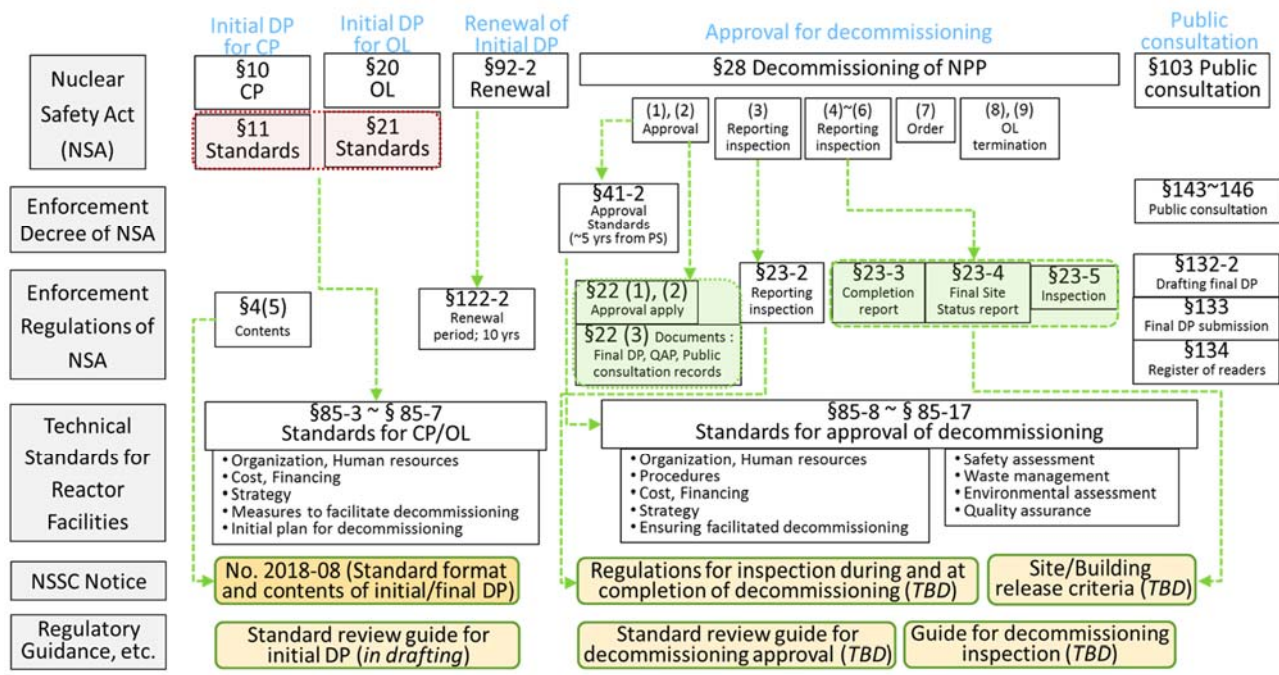 Initial DP
for CP
Initial DP
for OL
Renewal of
Initial DP
Approval for decommissioning
Public
consultation
Nuclear
Safety Act
(NSA)
§10
CP
§20
OL
§92-2
Renewal
§28 Decommissioning of NPP
§103 Public
consultation
§11
Standards
§21
Standards
(1), (2)
Approval
(3)
Reporting
inspection
(4)~(6)
Reporting
inspection
(7)
Order
(8), (9)
OL
termination
Enforcement
Decree of NSA
§41-2
Approval
Standards
(~5 yrs from PS)
§143~146
Public consultation
Enforcement
Regulations of
NSA
§4(5)
Contents
§122-2
Renewal
period; 10 yrs
§22 (1), (2)
Approval apply
§22 (3) Documents :
Final DP, QAP, Public
consultation records
§23-2
Reporting
inspection
§23-3
Completion
report
§23-4
Final Site
Status report
§23-5
Inspection
§132-2
Drafting final DP
§133
Final DP submission
§134
Register of readers
Technical
Standards for
Reactor
Facilities
§85-3 ~ § 85-7
Standards for CP/OL
• Organization, Human resources
• Cost, Financing
• Strategy
• Measures to facilitate decommissioning
• Initial plan for decommissioning
§85-8 ~ § 85-17
Standards for approval of decommissioning
• Organization, Human resources
• Procedures
• Cost, Financing
• Strategy
• Ensuring facilitated decommissioning
• Safety assessment
• Waste management
• Environmental assessment
• Quality assurance
NSSC Notice
No. 2018-08 (Standard format
and contents of initial/final DP)
Regulations for inspection during and at
completion of decommissioning (TBD)
Site/Building
release criteria (TBD)
Regulatory
Guidance, etc.
Standard review guide for
initial DP (in drafting)
Standard review guide for
decommissioning approval (TBD)
Guide for decommissioning
inspection (TBD)